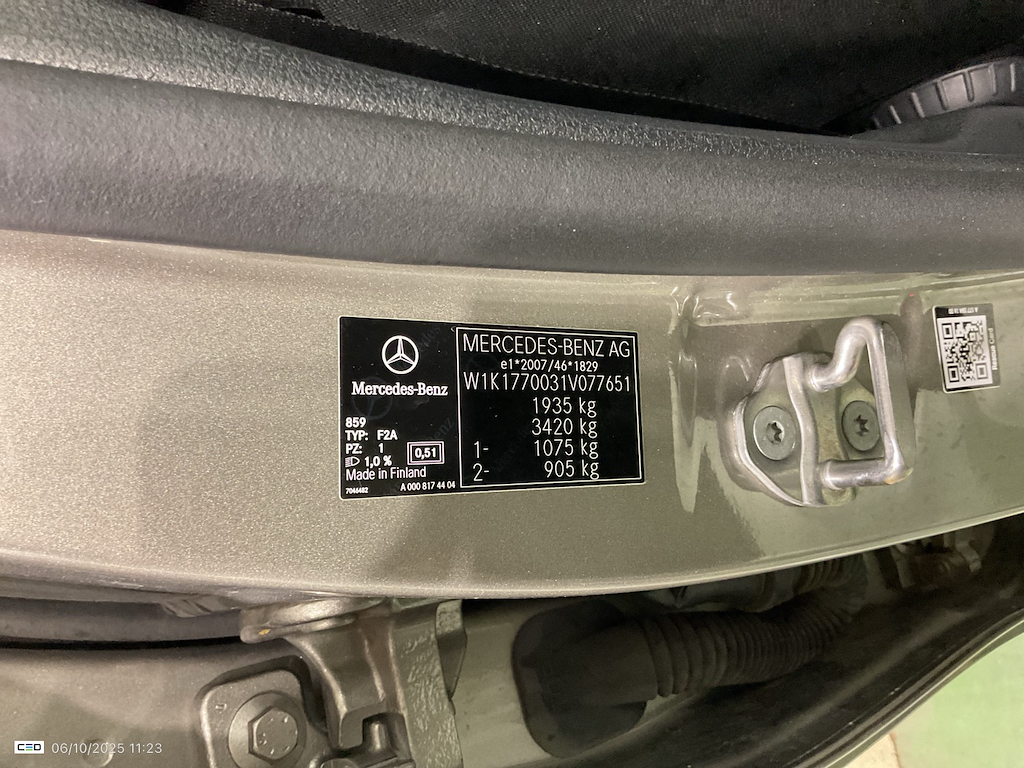 Mercedes-Benz
859
TYP: F2A
PZ: 1
1,0 %
0,51
Made in Finland
7046482
A 000 817 44 04
MERCEDES-BENZ AG
e1*2007/46*1829
W1K1770031V077651
1935 kg
3420 kg
1- 1075 kg
2- 905 kg
CEO 06/10/2025 11:23